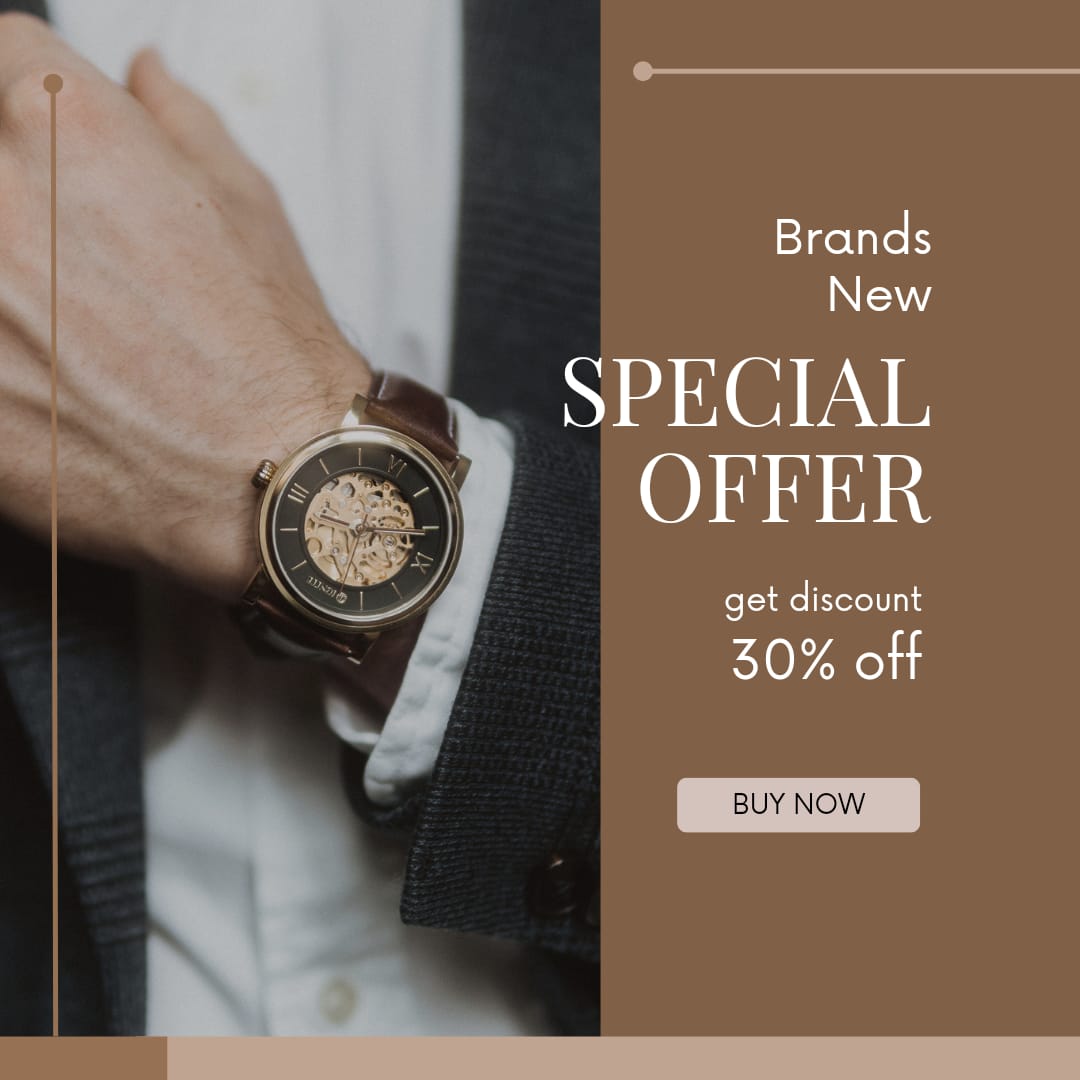 Brands
New
SPECIAL
OFFER
get discount
30% off
BUY NOW